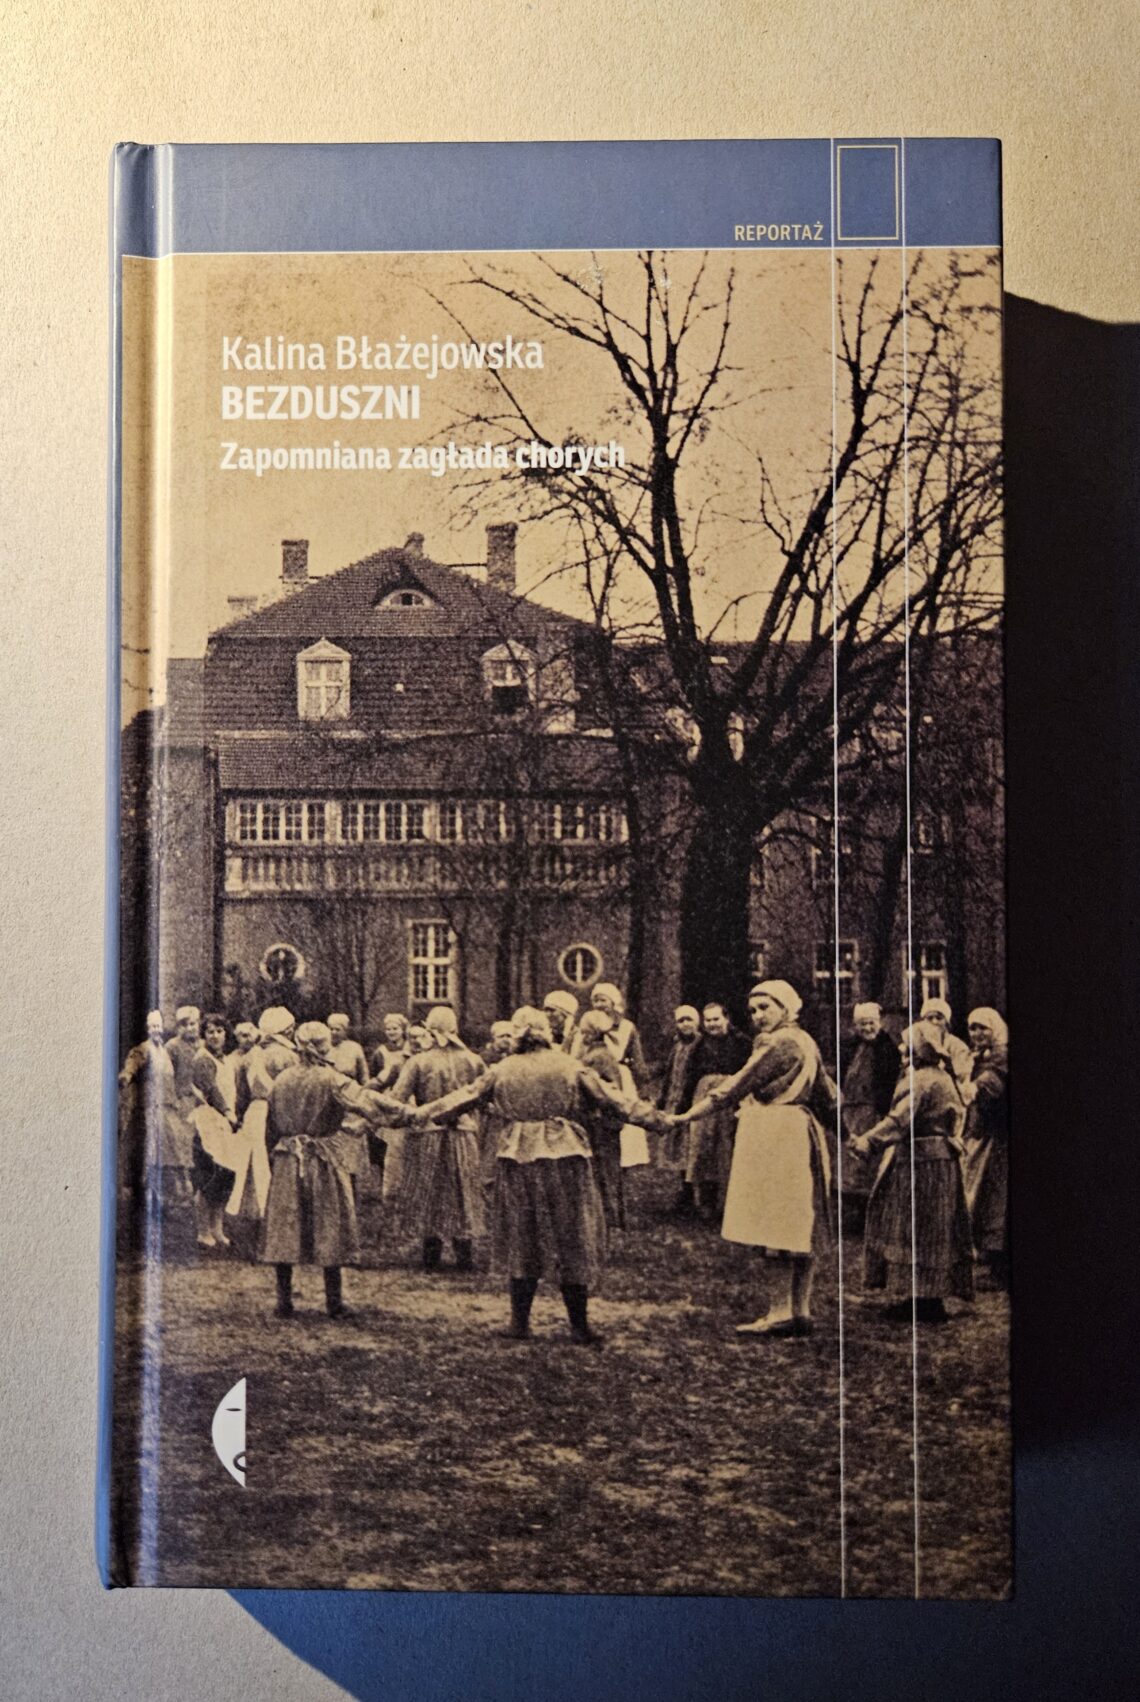 REPORTAŻ
Kalina Błażejowska
BEZDUSZNI
Zapomniana zagłada chorych